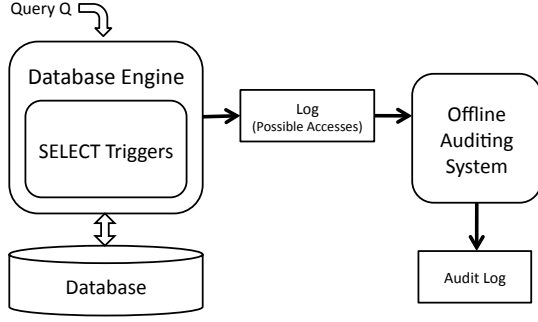 Query Q
Database Engine
SELECT Triggers
Log
(Possible Accesses)
Offline
Auditing
System
Database
Audit Log